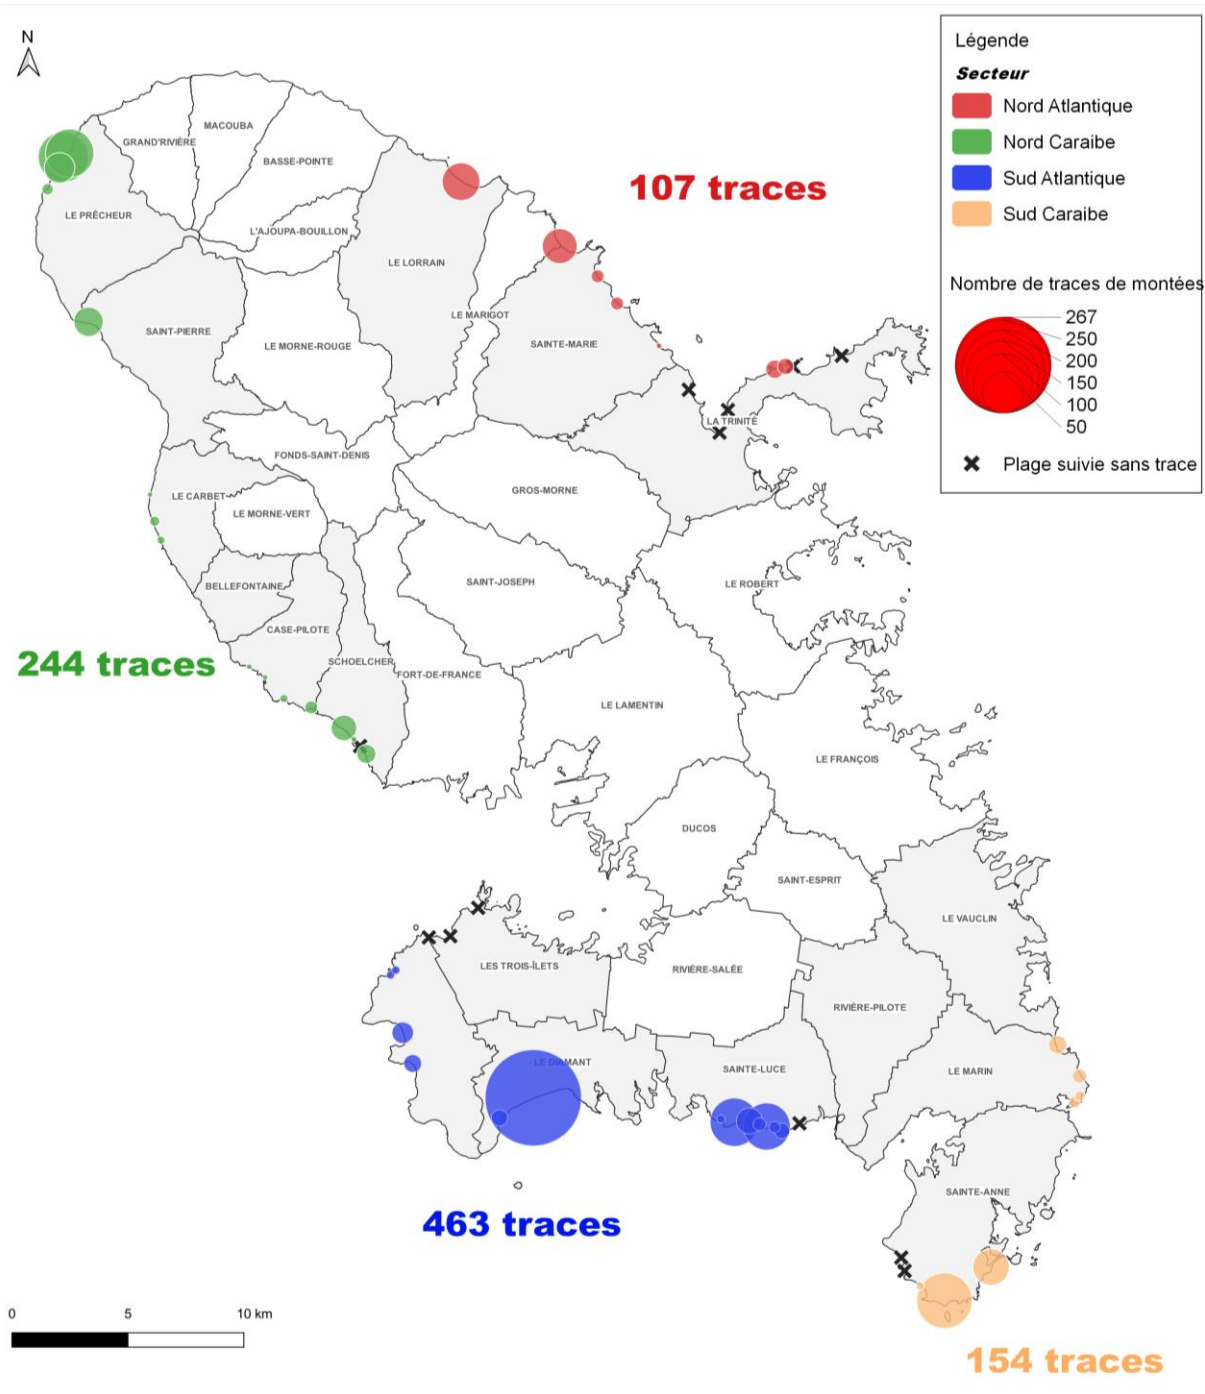 N
Légende
Secteur
Nord Atlantique
Nord Caraibe
Sud Atlantique
Sud Caraibe
Nombre de traces de montées
267
250
200
150
100
50
Plage suivie sans trace
MACOUBA
GRAND'RIVIÈRE
BASSE-POINTE
107 traces
LE PRÊCHEUR
L'AJOUPA-BOUILLON
LE LORRAIN
LE MARIGOT
SAINT-PIERRE
LE MORNE-ROUGE
SAINTE-MARIE
LA TRINITÉ
FONDS-SAINT-DENIS
GROS-MORNE
LE CARBET
LE MORNE-VERT
SAINT-JOSEPH
LE ROBERT
BELLEFONTAINE
CASE-PILOTE
244 traces
SCHOELCHER
FORT-DE-FRANCE
LE LAMENTIN
LE FRANÇOIS
DUCOS
SAINT-ESPRIT
LE VAUCLIN
LES TROIS-ÎLETS
RIVIÈRE-SALÉE
RIVIÈRE-PILOTE
LE DIAMANT
SAINTE-LUCE
LE MARIN
SAINTE-ANNE
463 traces
0 5 10 km
154 traces